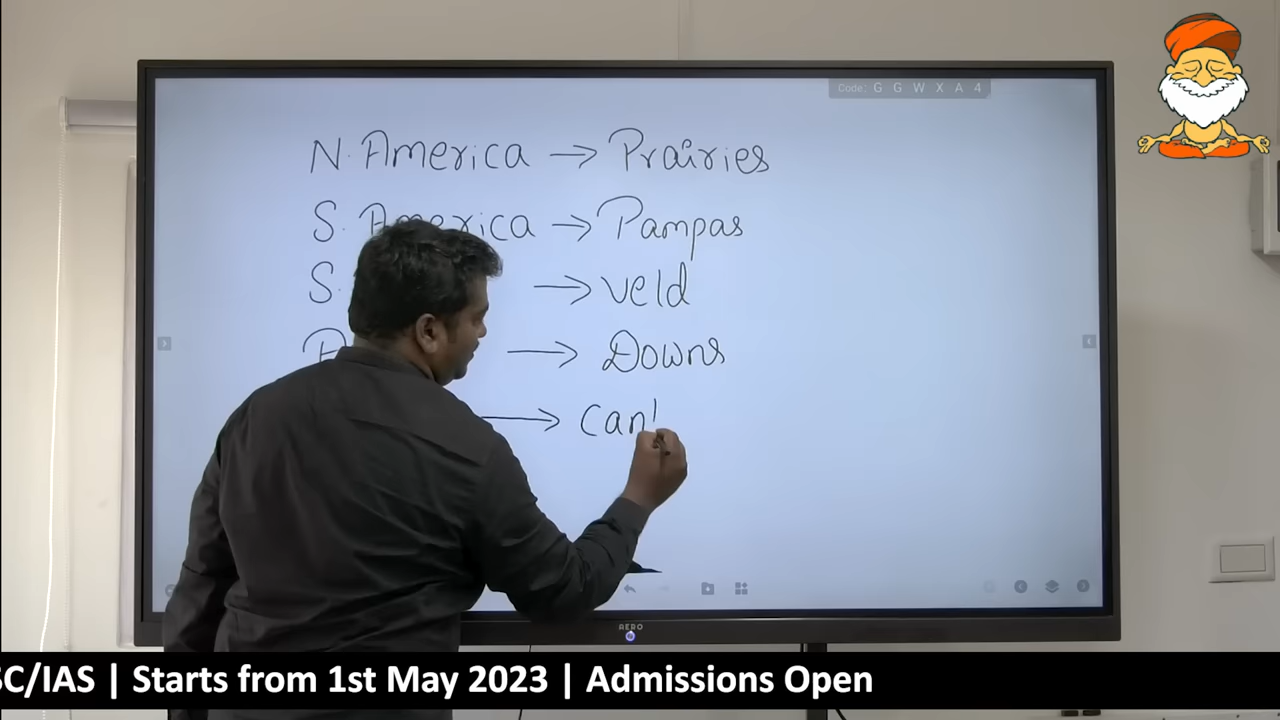 Code: G G W X A 4
N. America → Prairies
S. America → Pampas
S. → Veld
→ Downs
→ Can
AERO
SC/IAS | Starts from 1st May 2023 | Admissions Open